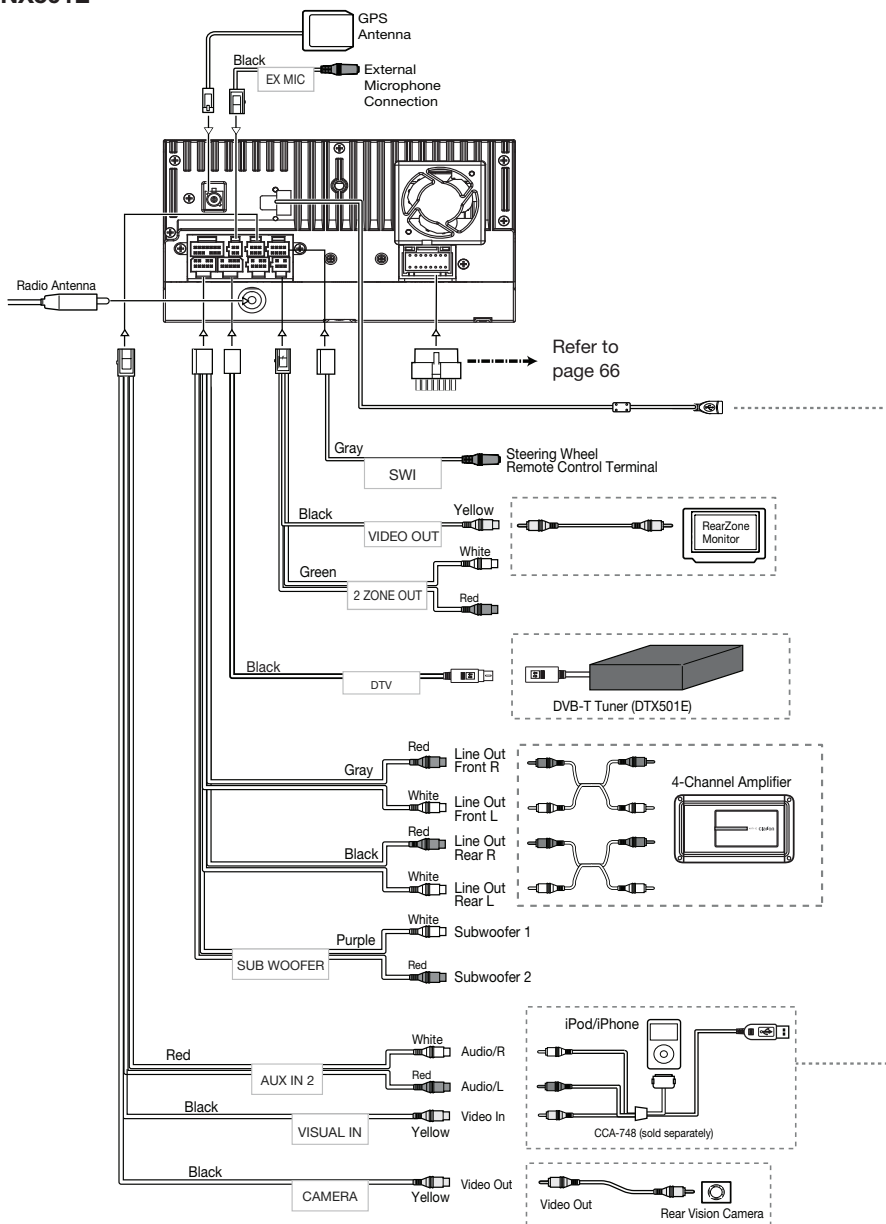 GPS
Antenna
Black
EX MIC
External
Microphone
Connection
Radio Antenna
Refer to
page 66
Gray
SWI
Steering Wheel
Remote Control Terminal
Black
VIDEO OUT
Yellow
RearZone
Monitor
Green
2 ZONE OUT
White
Red
Black
DTV
DVB-T Tuner (DTX501E)
Gray
Red
Line Out
Front R
White
Line Out
Front L
4-Channel Amplifier
Clarion
Black
Red
Line Out
Rear R
White
Line Out
Rear L
Purple
SUB WOOFER
White
Subwoofer 1
Red
Subwoofer 2
Red
AUX IN 2
White
Audio/R
Red
Audio/L
iPod/iPhone
Black
VISUAL IN
Yellow
Video In
CCA-748 (sold separately)
Black
CAMERA
Yellow
Video Out
Video Out
Rear Vision Camera